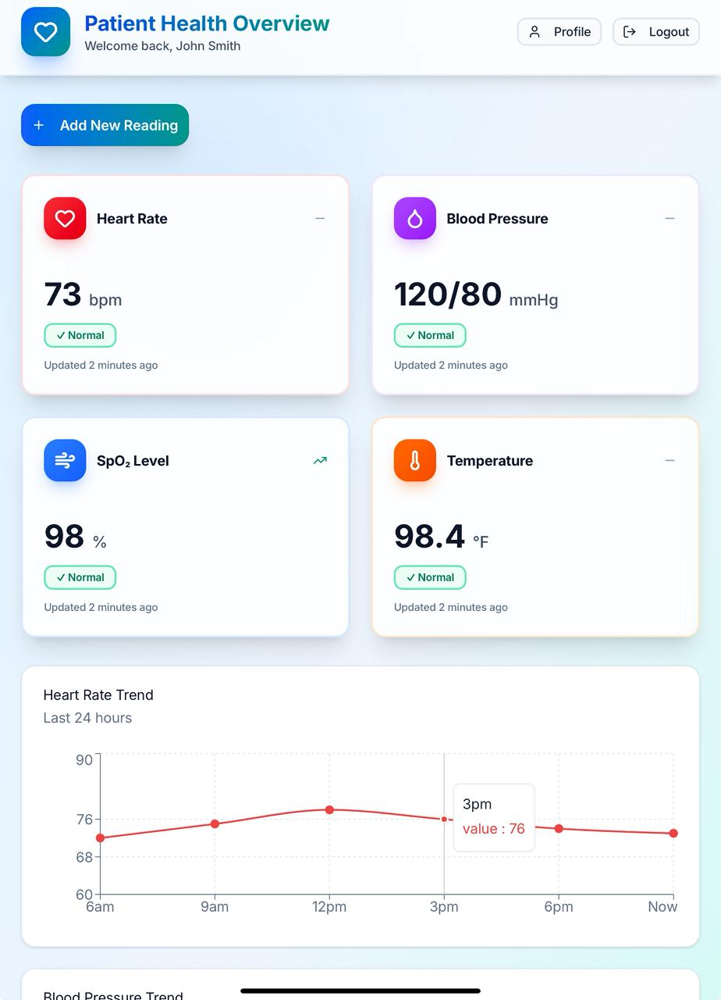 Patient Health Overview
Welcome back, John Smith
Profile
Logout
+ Add New Reading
Heart Rate
Blood Pressure
73 bpm
120/80 mmHg
✓ Normal
✓ Normal
Updated 2 minutes ago
Updated 2 minutes ago
SpO₂ Level
Temperature
98 %
98.4 °F
✓ Normal
✓ Normal
Updated 2 minutes ago
Updated 2 minutes ago
Heart Rate Trend
Last 24 hours
90
76
68
60
3pm
value : 76
6am
9am
12pm
3pm
6pm
Now
Blood Pressure Trend